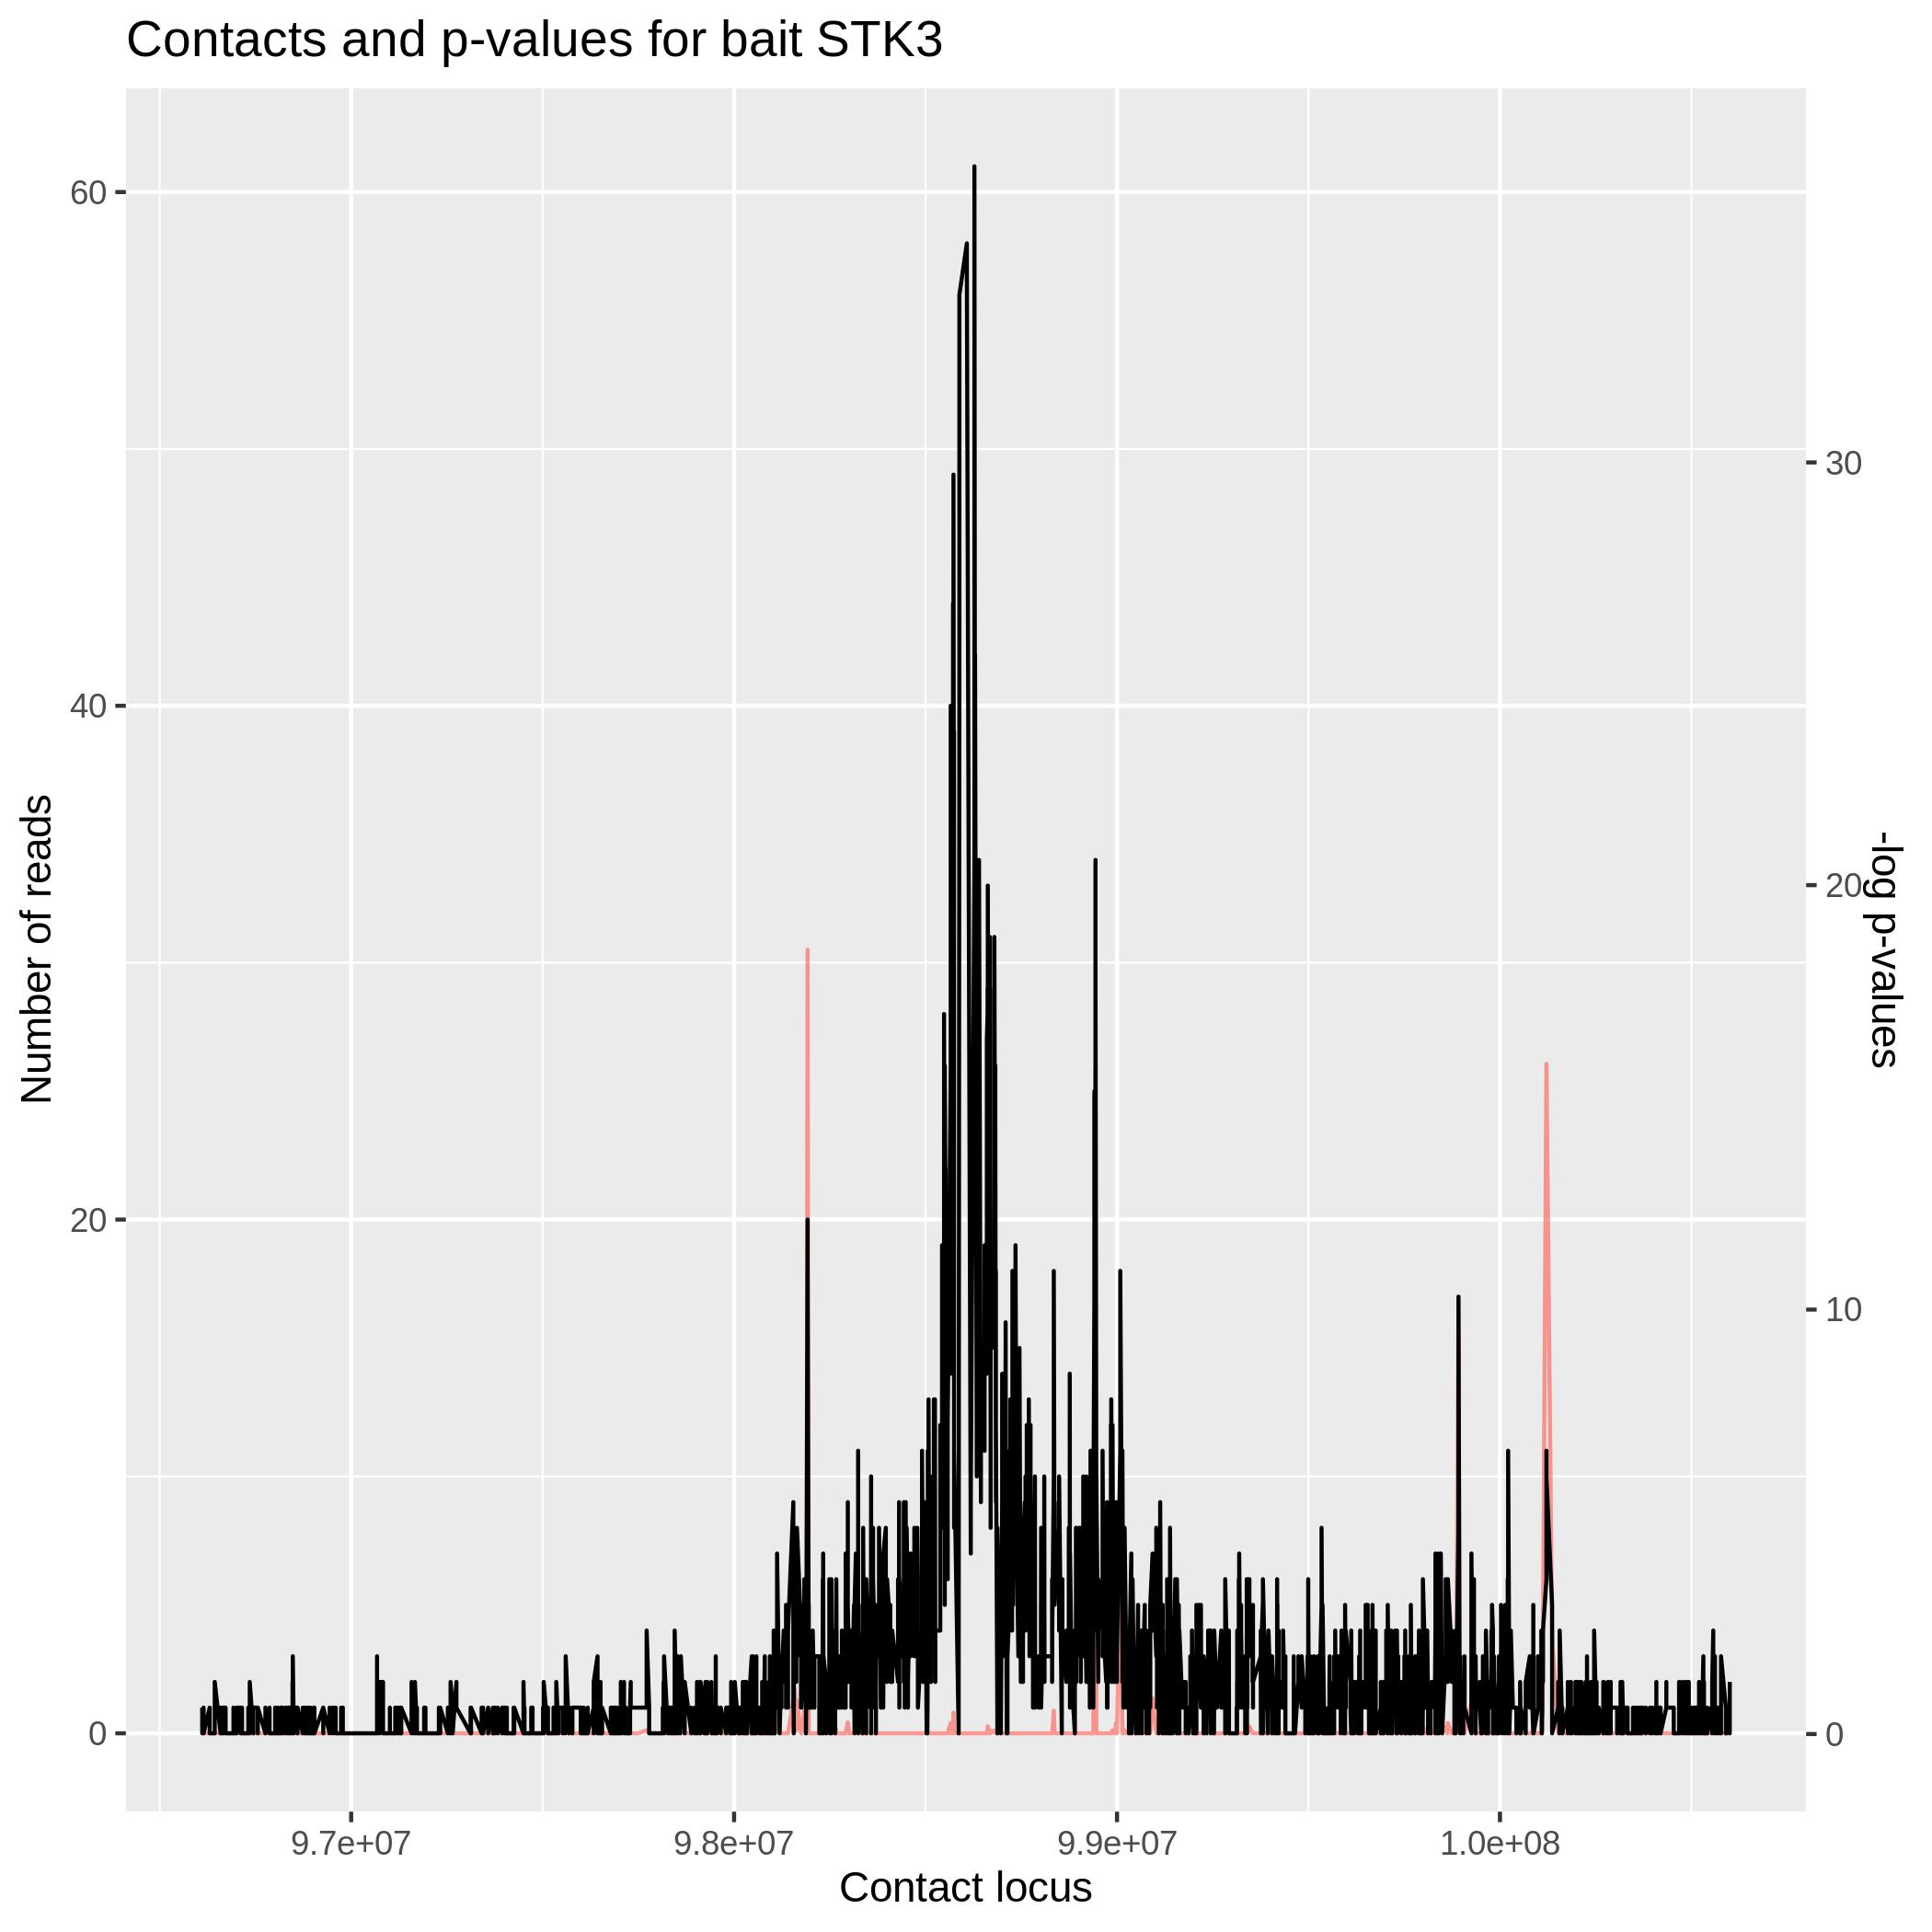 Contacts and p-values for bait STK3
60
40
20
0
Number of reads
30
20
10
0
-log p-values
9.7e+07
9.8e+07
9.9e+07
1.0e+08
Contact locus